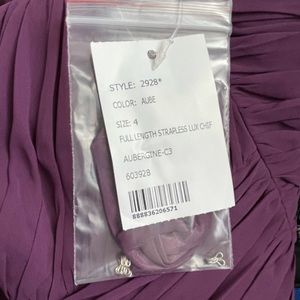 STYLE: 2928*
COLOR: AUBE
SIZE: 4
FULL LENGTH STRAPLESS LUX CHIF
AUBERGINE-C3
603928
888836206571